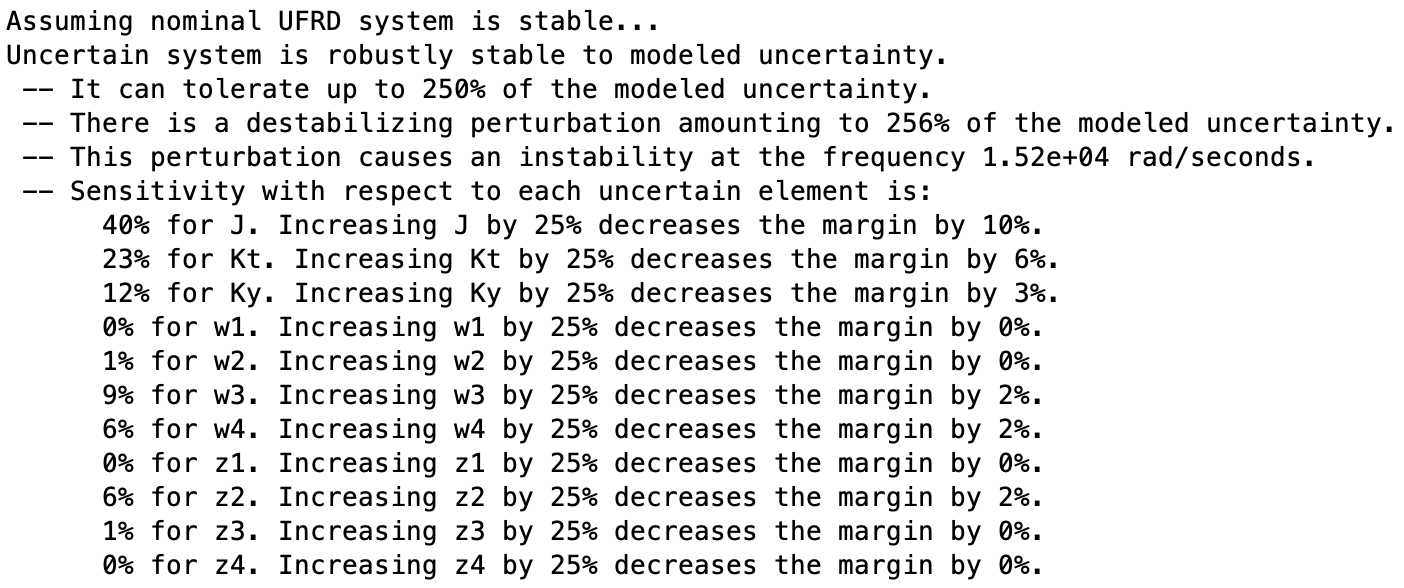 Assuming nominal UFRD system is stable...
Uncertain system is robustly stable to modeled uncertainty.
-- It can tolerate up to 250% of the modeled uncertainty.
-- There is a destabilizing perturbation amounting to 256% of the modeled uncertainty.
-- This perturbation causes an instability at the frequency 1.52e+04 rad/seconds.
-- Sensitivity with respect to each uncertain element is:
40% for J. Increasing J by 25% decreases the margin by 10%.
23% for Kt. Increasing Kt by 25% decreases the margin by 6%.
12% for Ky. Increasing Ky by 25% decreases the margin by 3%.
0% for w1. Increasing w1 by 25% decreases the margin by 0%.
1% for w2. Increasing w2 by 25% decreases the margin by 0%.
9% for w3. Increasing w3 by 25% decreases the margin by 2%.
6% for w4. Increasing w4 by 25% decreases the margin by 2%.
0% for z1. Increasing z1 by 25% decreases the margin by 0%.
6% for z2. Increasing z2 by 25% decreases the margin by 2%.
1% for z3. Increasing z3 by 25% decreases the margin by 0%.
0% for z4. Increasing z4 by 25% decreases the margin by 0%.